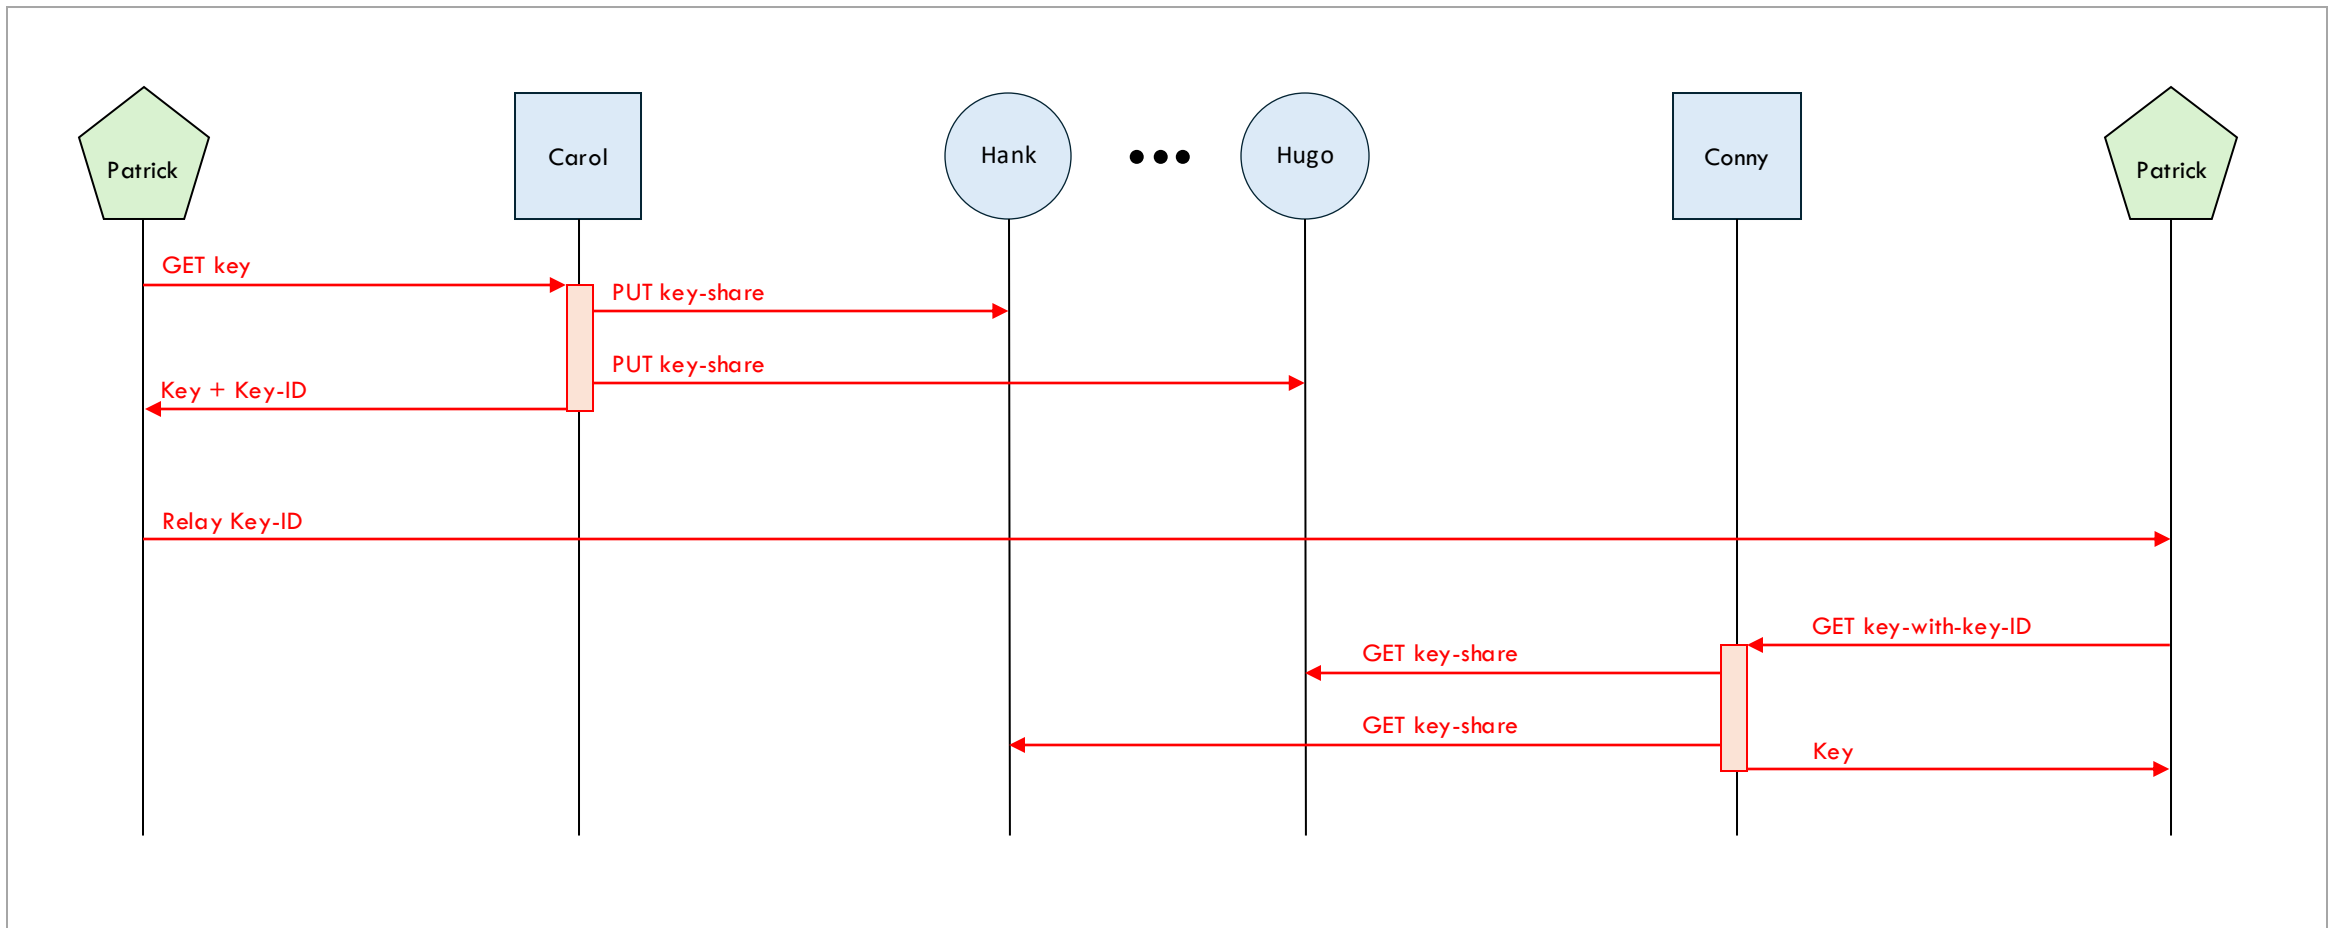 Patrick
Carol
Hank
Hugo
Conny
Patrick
GET key
PUT key-share
PUT key-share
Key + Key-ID
Relay Key-ID
GET key-with-key-ID
GET key-share
GET key-share
Key